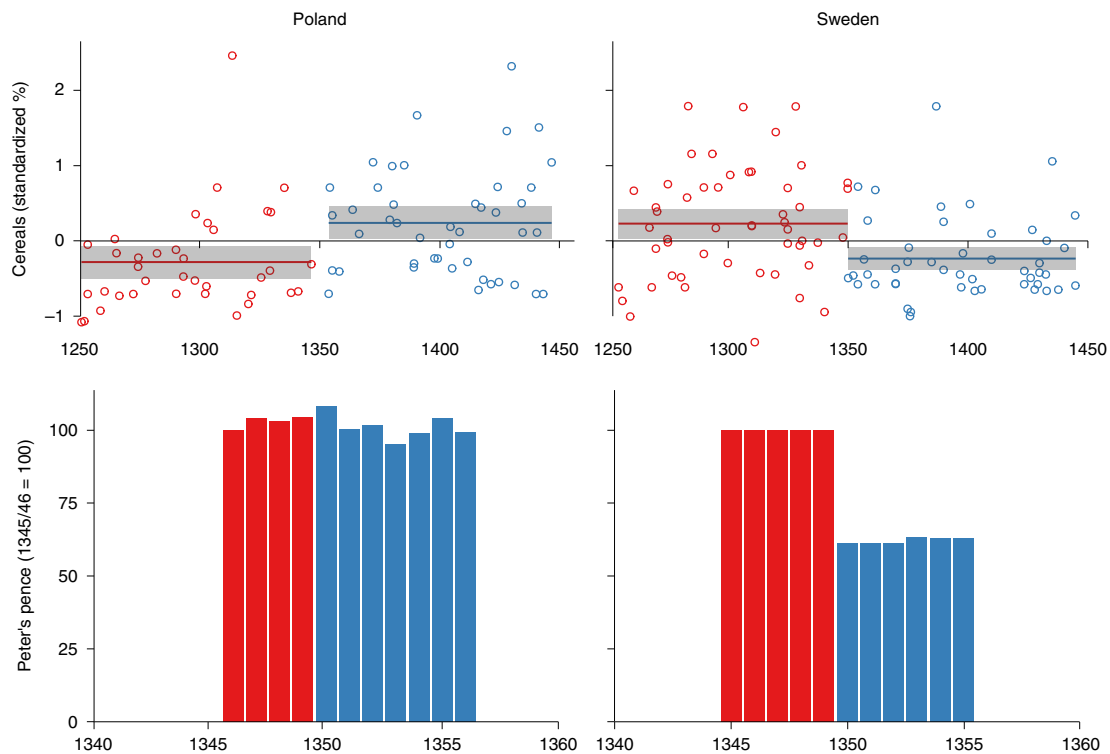 Poland
Sweden
Cereals (standardized %)
2
1
0
–1
1250 1300 1350 1400 1450
1250 1300 1350 1400 1450
Peter's pence (1345/46 = 100)
100
75
50
25
0
1340 1345 1350 1355 1360
1340 1345 1350 1355 1360